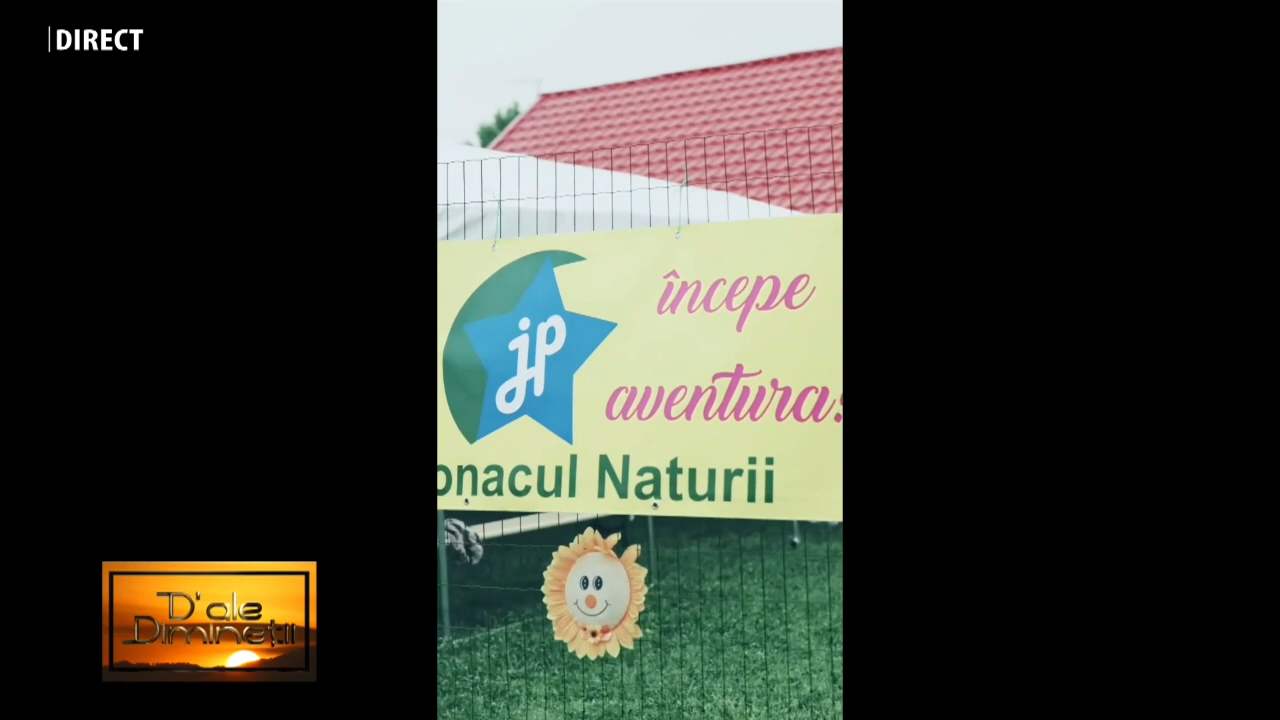 DIRECT
jp
începe
aventura!
onacul Naturii
D'ale
Dimineții